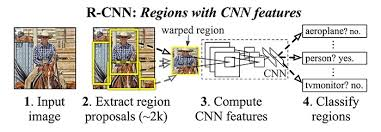 R-CNN: Regions with CNN features
warped region
aeroplane? no.
person? yes.
tvmonitor? no.
CNN
1. Input
image
2. Extract region
proposals (~2k)
3. Compute
CNN features
4. Classify
regions